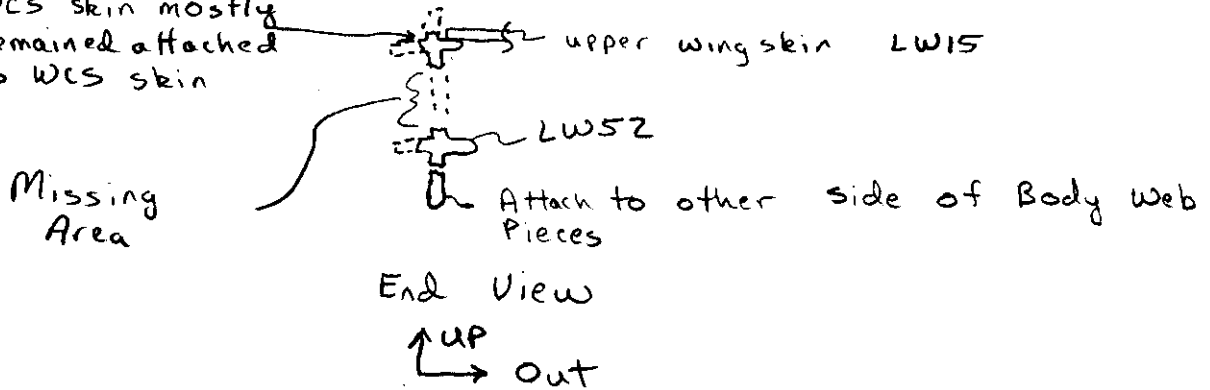 WCS skin mostly
remained attached
to WCS skin
upper wing skin LW15
LW52
Missing
Area
Attach to other side of Body Web
Pieces
End View
up
Out